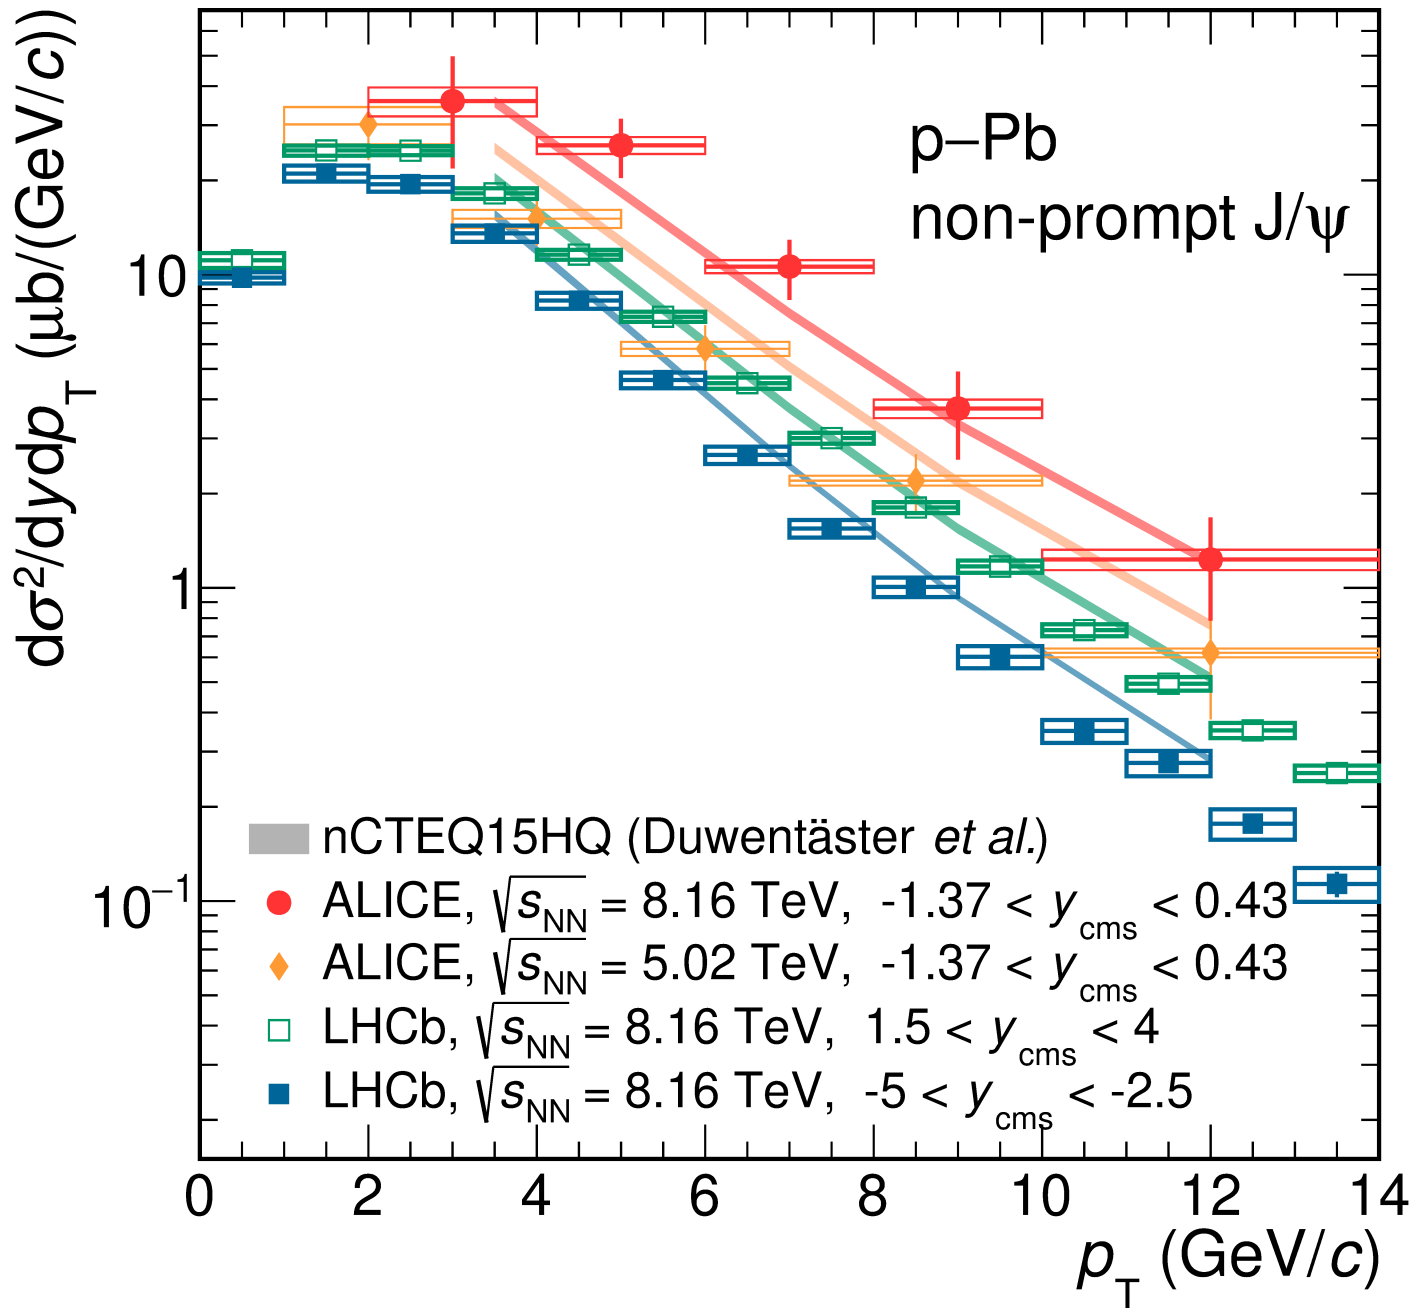 dσ²/dydp_T (μb/(GeV/c))
p–Pb
non-prompt J/ψ
10
1
10⁻¹
nCTEQ15HQ (Duwentäster et al.)
ALICE, √s_NN = 8.16 TeV, -1.37 < y_cms < 0.43
ALICE, √s_NN = 5.02 TeV, -1.37 < y_cms < 0.43
LHCb, √s_NN = 8.16 TeV, 1.5 < y_cms < 4
LHCb, √s_NN = 8.16 TeV, -5 < y_cms < -2.5
0 2 4 6 8 10 12 14
p_T (GeV/c)